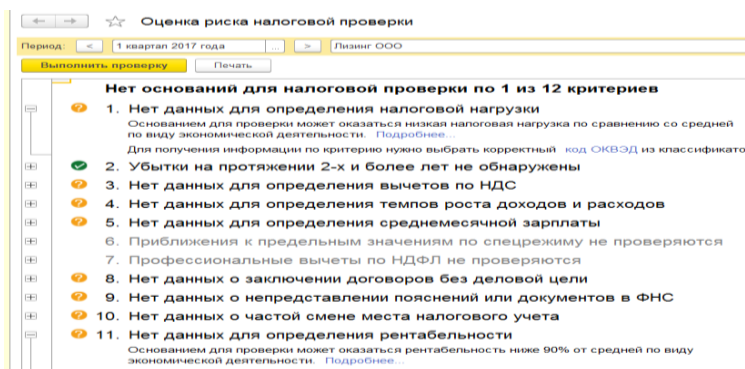 Оценка риска налоговой проверки
Период: < 1 квартал 2017 года ... > Лизинг ООО
Выполнить проверку Печать
Нет оснований для налоговой проверки по 1 из 12 критериев
1. Нет данных для определения налоговой нагрузки
Основанием для проверки может оказаться низкая налоговая нагрузка по сравнению со средней
по виду экономической деятельности. Подробнее...
Для получения информации по критерию нужно выбрать корректный код ОКВЭД из классификато
2. Убытки на протяжении 2-х и более лет не обнаружены
3. Нет данных для определения вычетов по НДС
4. Нет данных для определения темпов роста доходов и расходов
5. Нет данных для определения среднемесячной зарплаты
6. Приближения к предельным значениям по спецрежиму не проверяются
7. Профессиональные вычеты по НДФЛ не проверяются
8. Нет данных о заключении договоров без деловой цели
9. Нет данных о непредставлении пояснений или документов в ФНС
10. Нет данных о частой смене места налогового учета
11. Нет данных для определения рентабельности
Основанием для проверки может оказаться рентабельность ниже 90% от средней по виду
экономической деятельности. Подробнее...